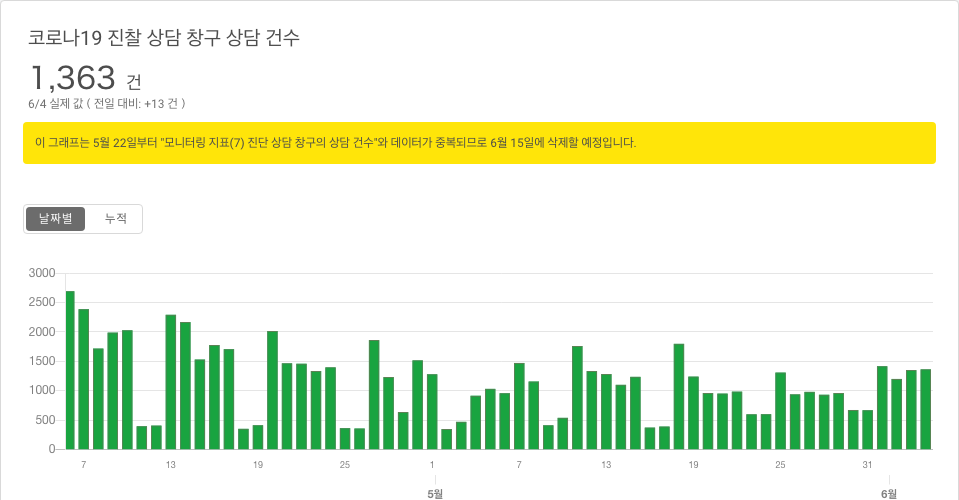 코로나19 진찰 상담 창구 상담 건수
1,363 건
6/4 실제 값 ( 전일 대비: +13 건 )
이 그래프는 5월 22일부터 "모니터링 지표(7) 진단 상담 창구의 상담 건수"와 데이터가 중복되므로 6월 15일에 삭제할 예정입니다.
날짜별 누적
3000
2500
2000
1500
1000
500
0
7 13 19 25 1 7 13 19 25 31
5월 6월